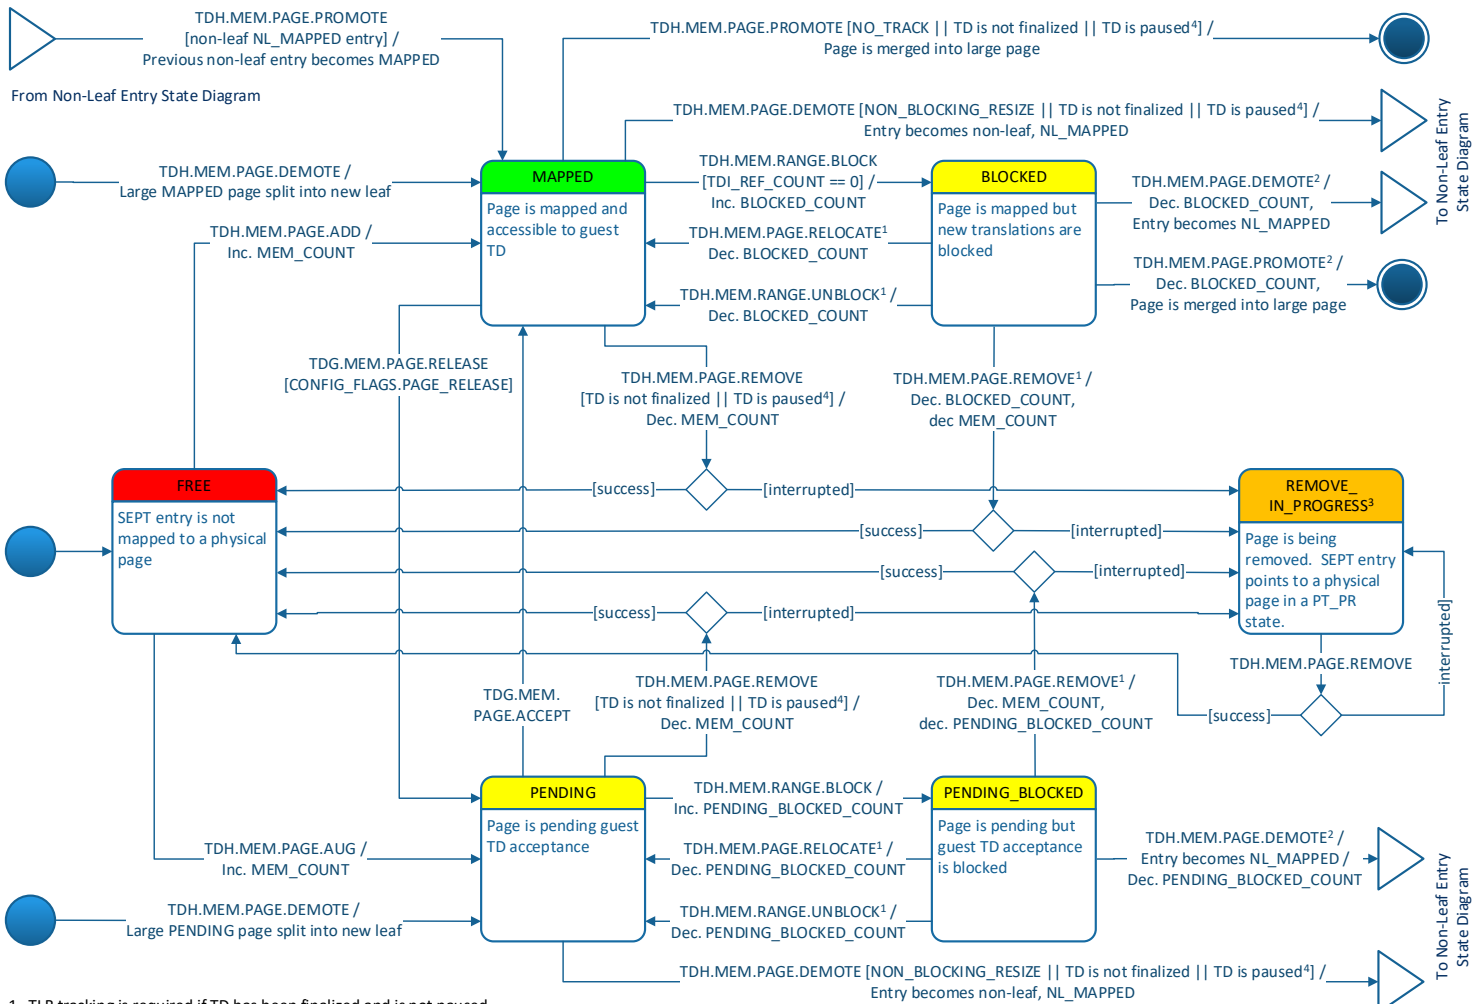 TDH.MEM.PAGE.PROMOTE
[non-leaf NL_MAPPED entry] /
Previous non-leaf entry becomes MAPPED
From Non-Leaf Entry State Diagram
TDH.MEM.PAGE.PROMOTE [NO_TRACK || TD is not finalized || TD is paused⁴] /
Page is merged into large page
TDH.MEM.PAGE.DEMOTE [NON_BLOCKING_RESIZE || TD is not finalized || TD is paused⁴] /
Entry becomes non-leaf, NL_MAPPED
To Non-Leaf Entry
State Diagram
TDH.MEM.PAGE.DEMOTE /
Large MAPPED page split into new leaf
MAPPED
Page is mapped and
accessible to guest
TD
TDH.MEM.RANGE.BLOCK
[TDI_REF_COUNT == 0] /
Inc. BLOCKED_COUNT
TDH.MEM.PAGE.RELOCATE¹
Dec. BLOCKED_COUNT
TDH.MEM.RANGE.UNBLOCK¹ /
Dec. BLOCKED_COUNT
BLOCKED
Page is mapped but
new translations are
blocked
TDH.MEM.PAGE.DEMOTE² /
Dec. BLOCKED_COUNT,
Entry becomes NL_MAPPED
TDH.MEM.PAGE.PROMOTE² /
Dec. BLOCKED_COUNT,
Page is merged into large page
TDH.MEM.PAGE.ADD /
Inc. MEM_COUNT
TDG.MEM.PAGE.RELEASE
[CONFIG_FLAGS.PAGE_RELEASE]
TDH.MEM.PAGE.REMOVE
[TD is not finalized || TD is paused⁴] /
Dec. MEM_COUNT
TDH.MEM.PAGE.REMOVE¹ /
Dec. BLOCKED_COUNT,
dec MEM_COUNT
FREE
SEPT entry is not
mapped to a physical
page
[success]
[interrupted]
[success]
[interrupted]
[success]
[interrupted]
[success]
[interrupted]
REMOVE_
IN_PROGRESS³
Page is being
removed. SEPT entry
points to a physical
page in a PT_PR
state.
TDH.MEM.PAGE.REMOVE
[success]
[interrupted]
TDG.MEM.
PAGE.ACCEPT
TDH.MEM.PAGE.REMOVE
[TD is not finalized || TD is paused⁴] /
Dec. MEM_COUNT
TDH.MEM.PAGE.REMOVE¹ /
Dec. MEM_COUNT,
dec. PENDING_BLOCKED_COUNT
PENDING
Page is pending guest
TD acceptance
TDH.MEM.RANGE.BLOCK /
Inc. PENDING_BLOCKED_COUNT
TDH.MEM.PAGE.RELOCATE¹ /
Dec. PENDING_BLOCKED_COUNT
TDH.MEM.RANGE.UNBLOCK¹ /
Dec. PENDING_BLOCKED_COUNT
PENDING_BLOCKED
Page is pending but
guest TD acceptance
is blocked
TDH.MEM.PAGE.DEMOTE² /
Entry becomes NL_MAPPED /
Dec. PENDING_BLOCKED_COUNT
To Non-Leaf Entry
State Diagram
TDH.MEM.PAGE.AUG /
Inc. MEM_COUNT
TDH.MEM.PAGE.DEMOTE /
Large PENDING page split into new leaf
TDH.MEM.PAGE.DEMOTE [NON_BLOCKING_RESIZE || TD is not finalized || TD is paused⁴] /
Entry becomes non-leaf, NL_MAPPED
1. TLB tracking is required if TD has been finalized and is not paused